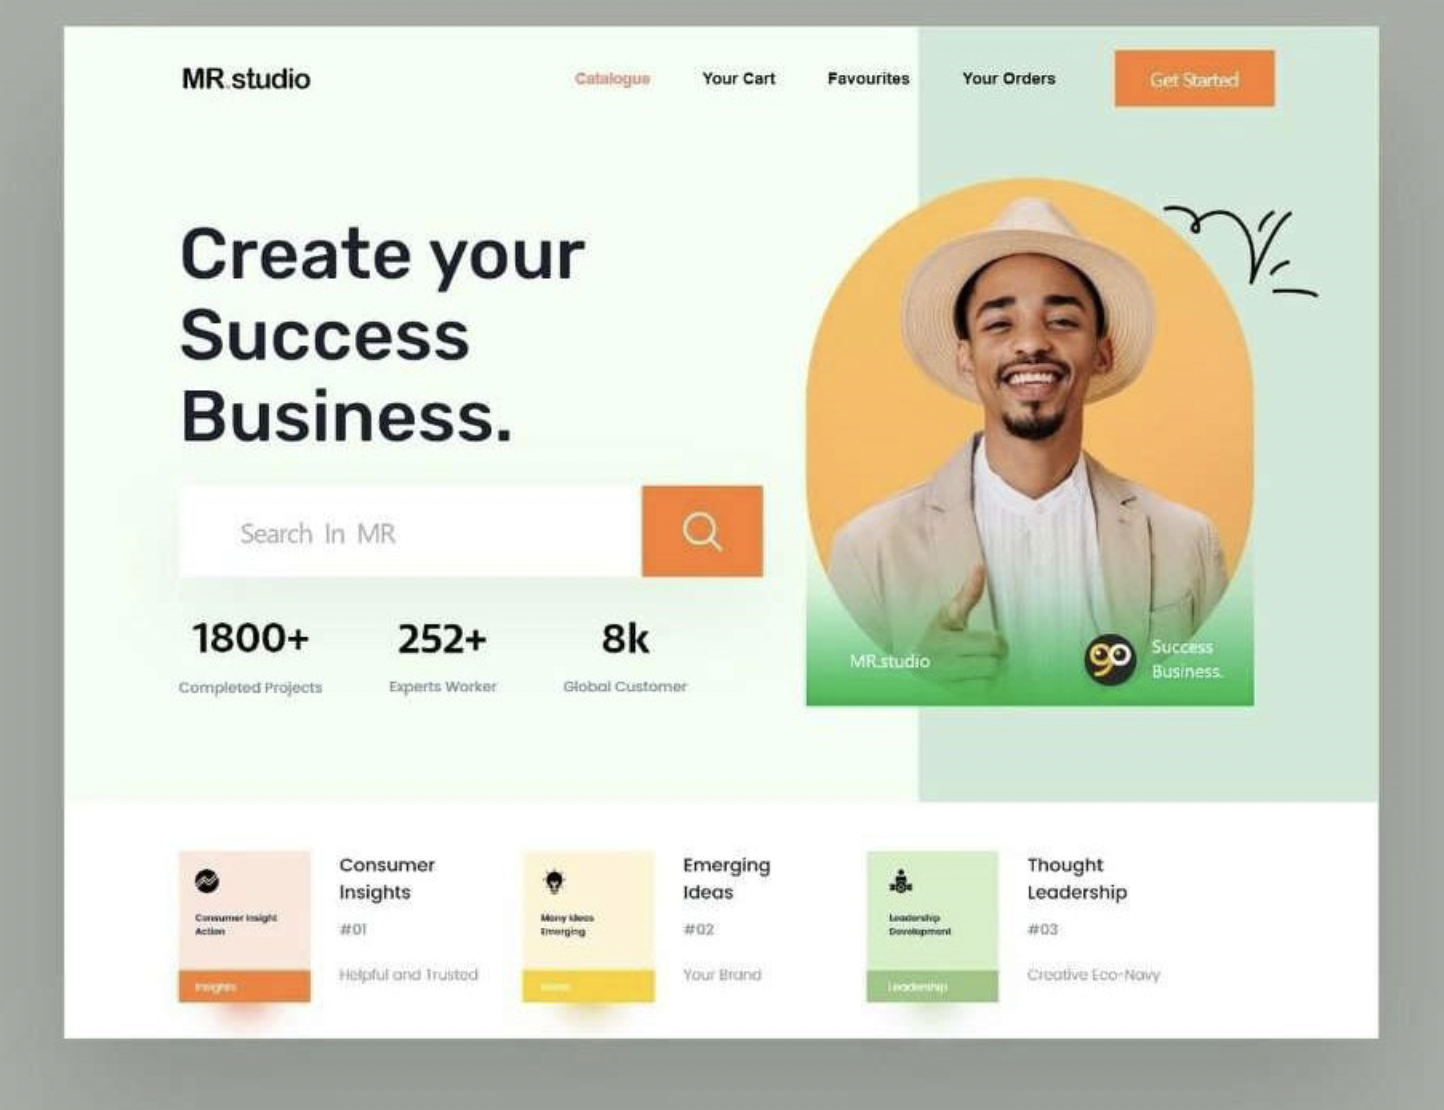 MR.studio
Catalogue
Your Cart
Favourites
Your Orders
Get Started
Create your
Success
Business.
Search In MR
1800+
252+
8k
Completed Projects
Experts Worker
Global Customer
MR.studio
Success
Business.
Consumer Insight
Action
Insights
Consumer
Insights
#01
Helpful and Trusted
Many Ideas
Emerging
Emerging
Ideas
#02
Your Brand
Leadership
Development
Leadership
Thought
Leadership
#03
Creative Eco-Navy